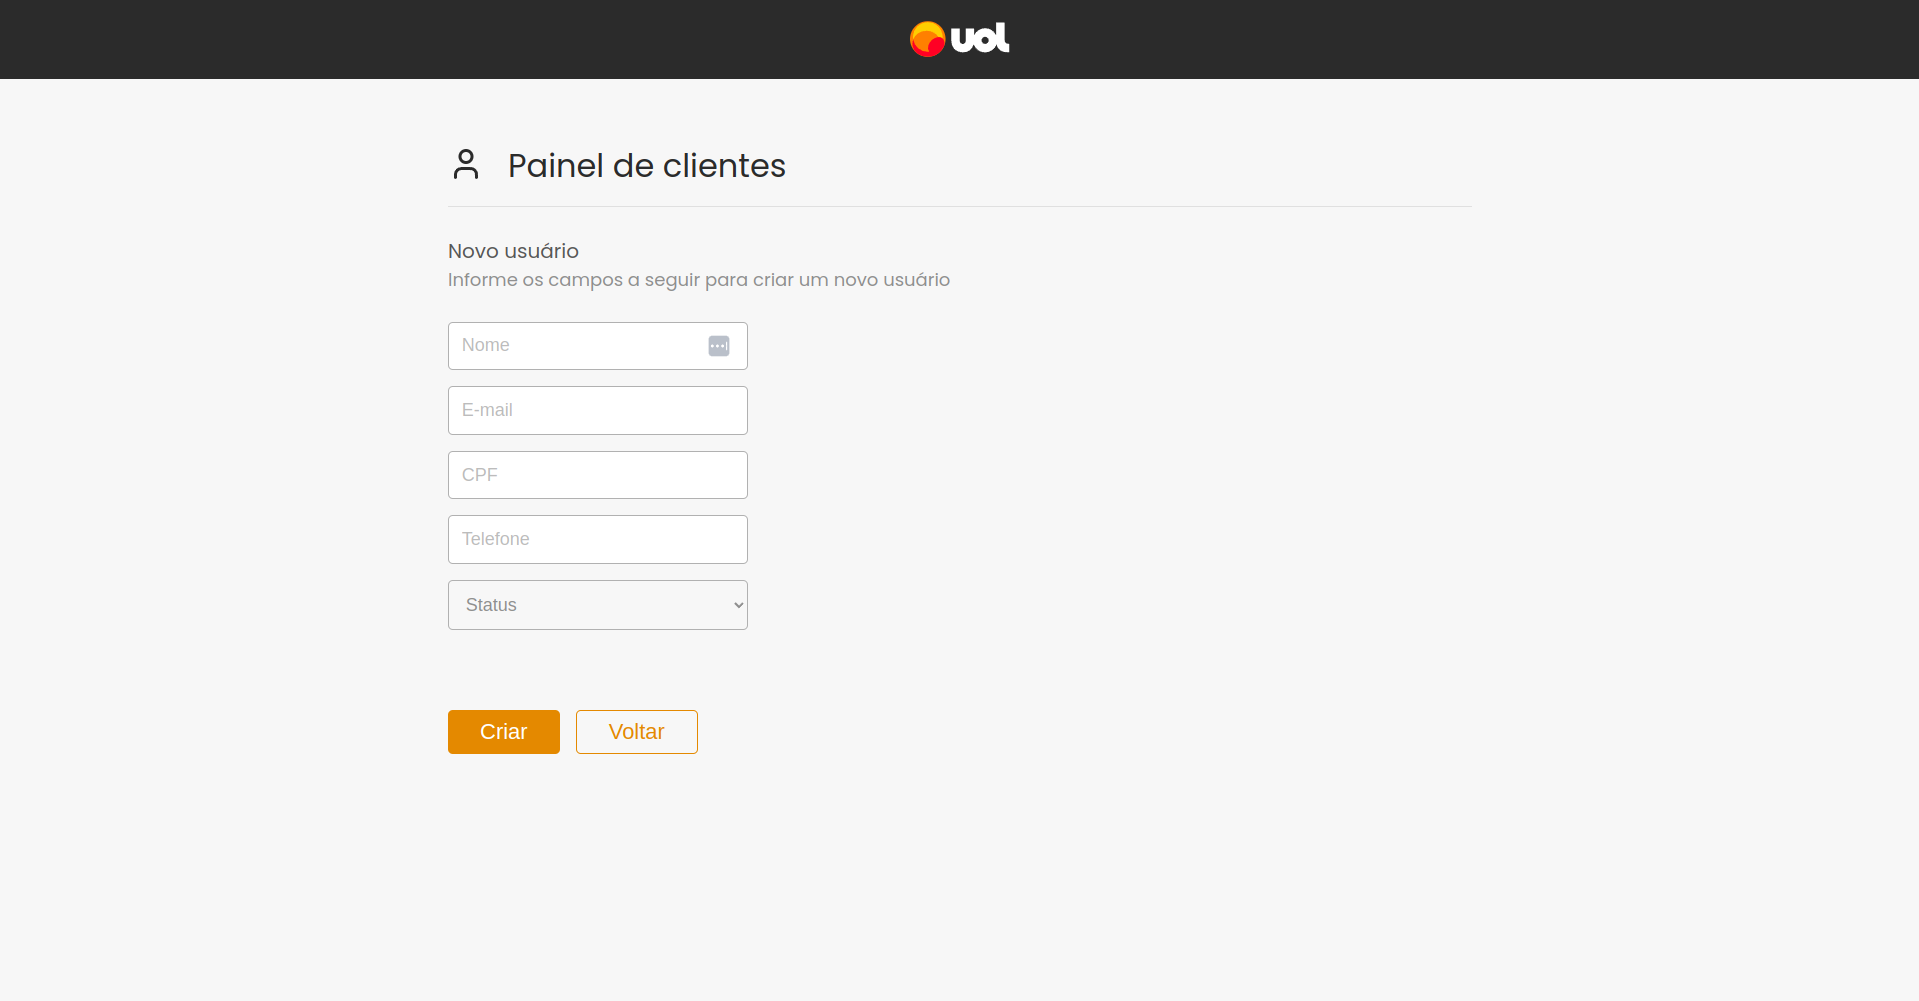 uol
Painel de clientes
Novo usuário
Informe os campos a seguir para criar um novo usuário
Nome
E-mail
CPF
Telefone
Status
Criar
Voltar